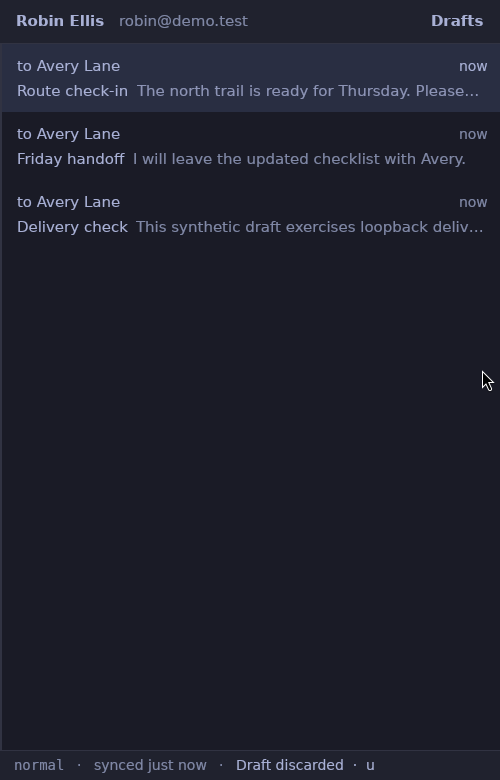 Robin Ellis robin@demo.test Drafts
to Avery Lane now
Route check-in The north trail is ready for Thursday. Please…
to Avery Lane now
Friday handoff I will leave the updated checklist with Avery.
to Avery Lane now
Delivery check This synthetic draft exercises loopback deliv…
normal · synced just now · Draft discarded · u